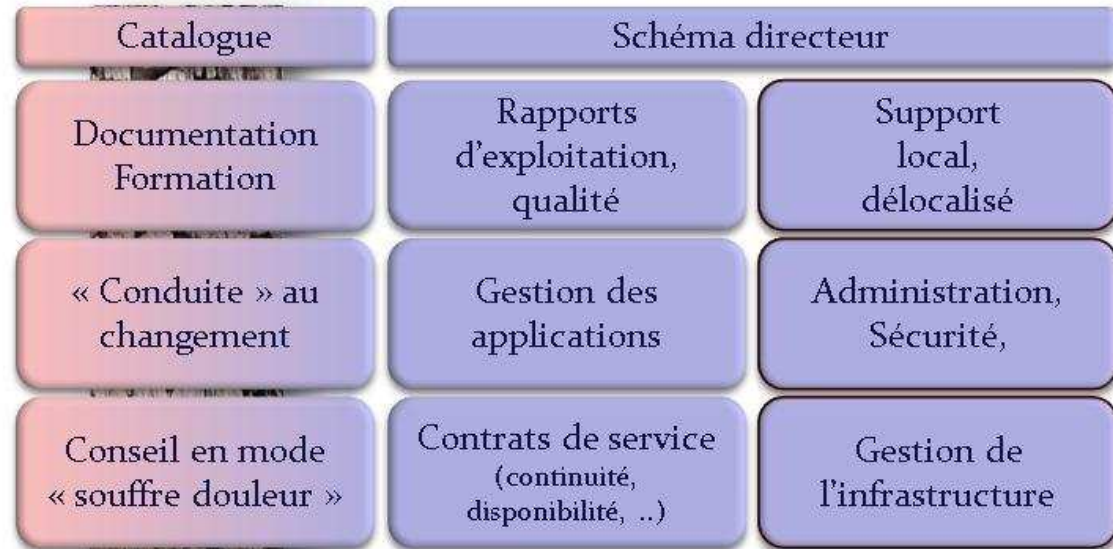 Catalogue
Schéma directeur
Documentation
Formation
Rapports
d'exploitation,
qualité
Support
local,
délocalisé
« Conduite » au
changement
Gestion des
applications
Administration,
Sécurité,
Conseil en mode
« souffre douleur »
Contrats de service
(continuité,
disponibilité, ..)
Gestion de
l'infrastructure